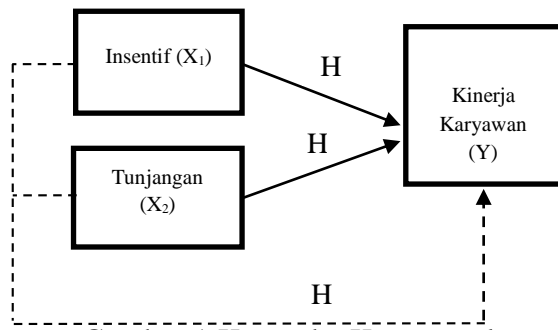 Insentif (X₁)
H
Kinerja
Karyawan
(Y)
H
Tunjangan
(X₂)
H